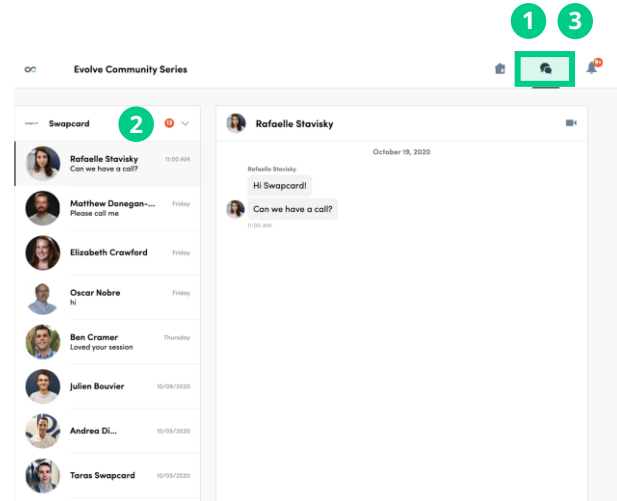 1 3
Evolve Community Series
9+
Swapcard 2 13
Rafaelle Stavisky 11:00 AM
Can we have a call?
Matthew Donegan-... Friday
Please call me
Elizabeth Crawford Friday
Oscar Nobre Friday
hi
Ben Cramer Thursday
Loved your session
Julien Bouvier 10/09/2020
Andrea Di... 10/05/2020
Taras Swapcard 10/05/2020
Rafaelle Stavisky
October 19, 2020
Rafaelle Stavisky
Hi Swapcard!
Can we have a call?
11:00 AM